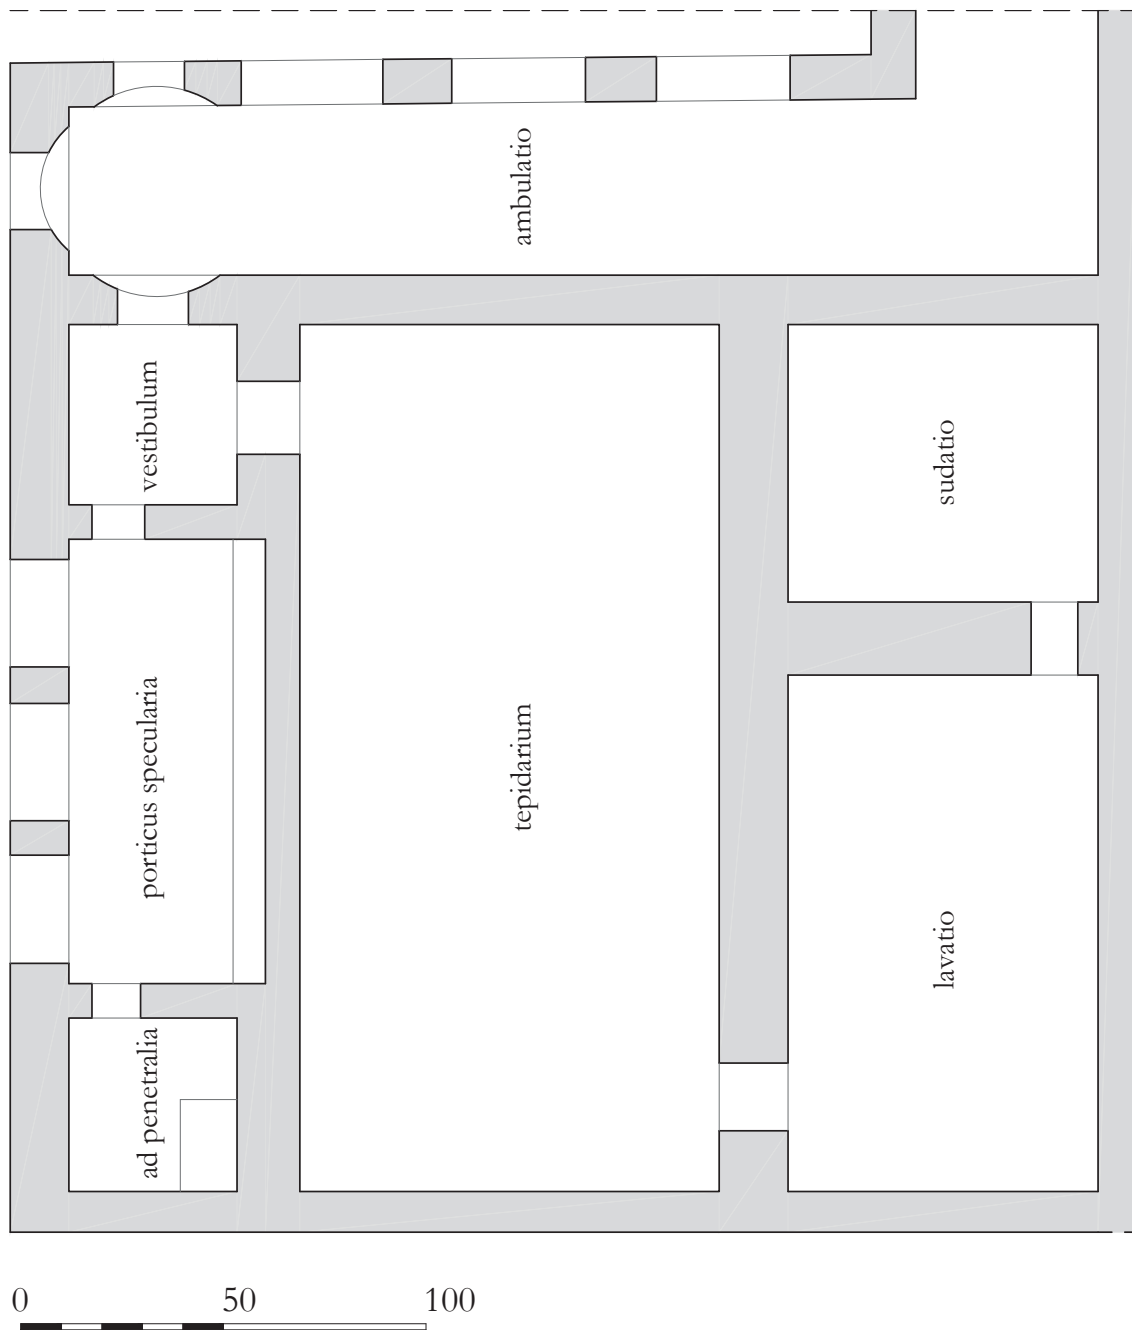 ambulatio
vestibulum
sudatio
porticus specularia
tepidarium
lavatio
ad penetralia
0 50 100